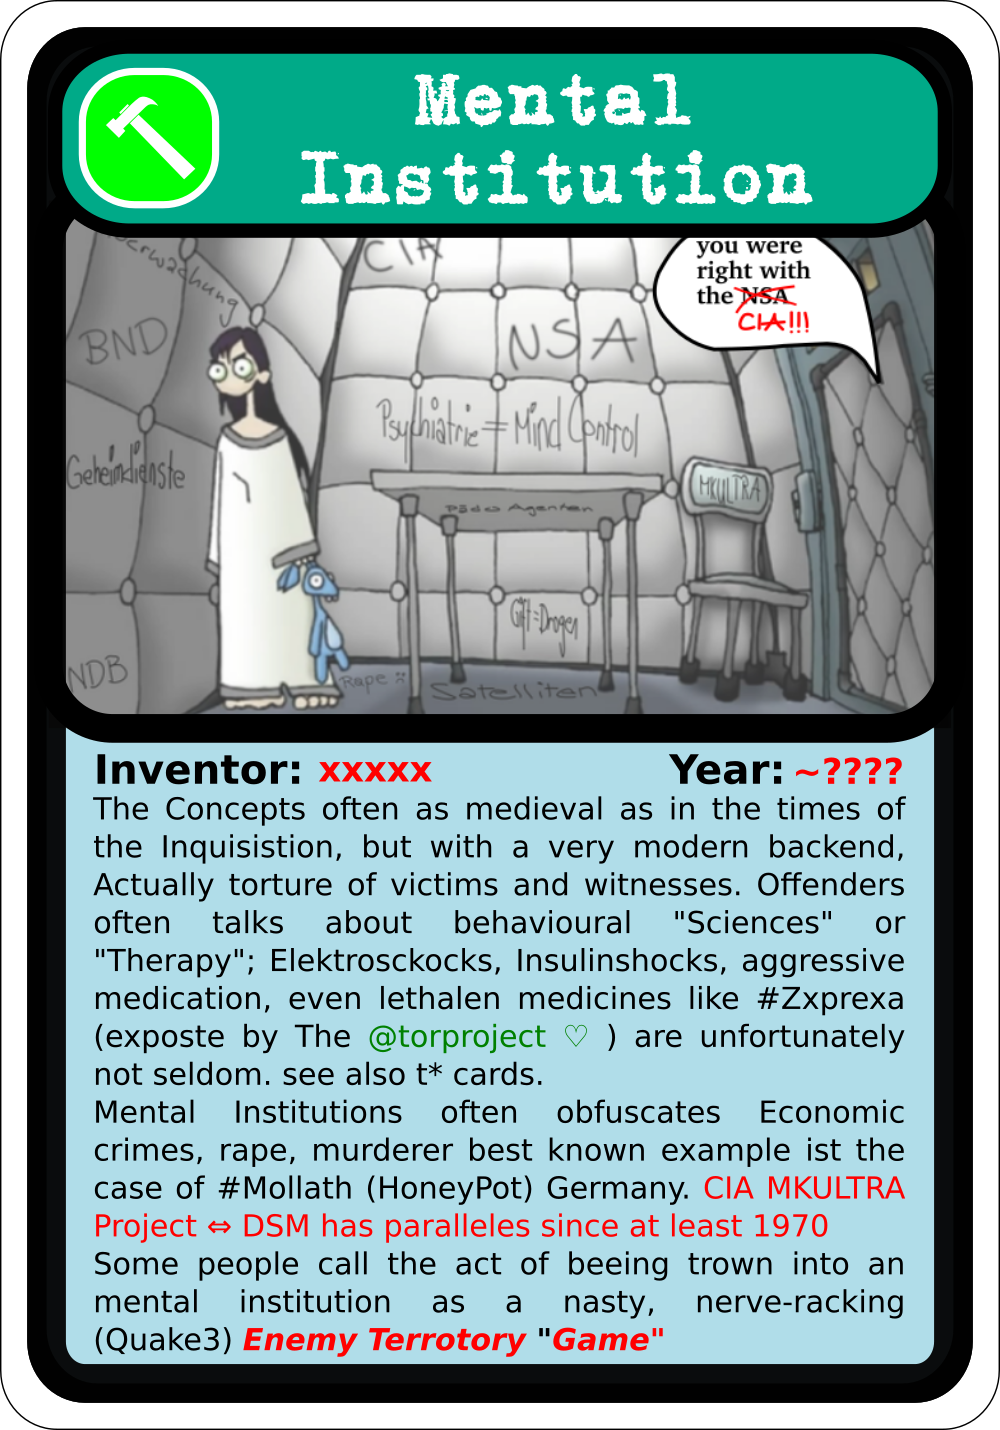 Mental
Institution
CIA
you were
right with
the NSA
CIA!!!
BND
NSA
Psychiatrie = Mind Control
Geheimdienste
MKULTRA
Pädo Agenten
Gift=Drogen
NDB
Rape :(
Satelliten
Inventor: xxxxx Year: ~????
The Concepts often as medieval as in the times of
the Inquisistion, but with a very modern backend,
Actually torture of victims and witnesses. Offenders
often talks about behavioural "Sciences" or
"Therapy"; Elektrosckocks, Insulinshocks, aggressive
medication, even lethalen medicines like #Zxprexa
(exposte by The @torproject ♡ ) are unfortunately
not seldom. see also t* cards.
Mental Institutions often obfuscates Economic
crimes, rape, murderer best known example ist the
case of #Mollath (HoneyPot) Germany. CIA MKULTRA
Project ⇔ DSM has paralleles since at least 1970
Some people call the act of beeing trown into an
mental institution as a nasty, nerve-racking
(Quake3) Enemy Terrotory "Game"